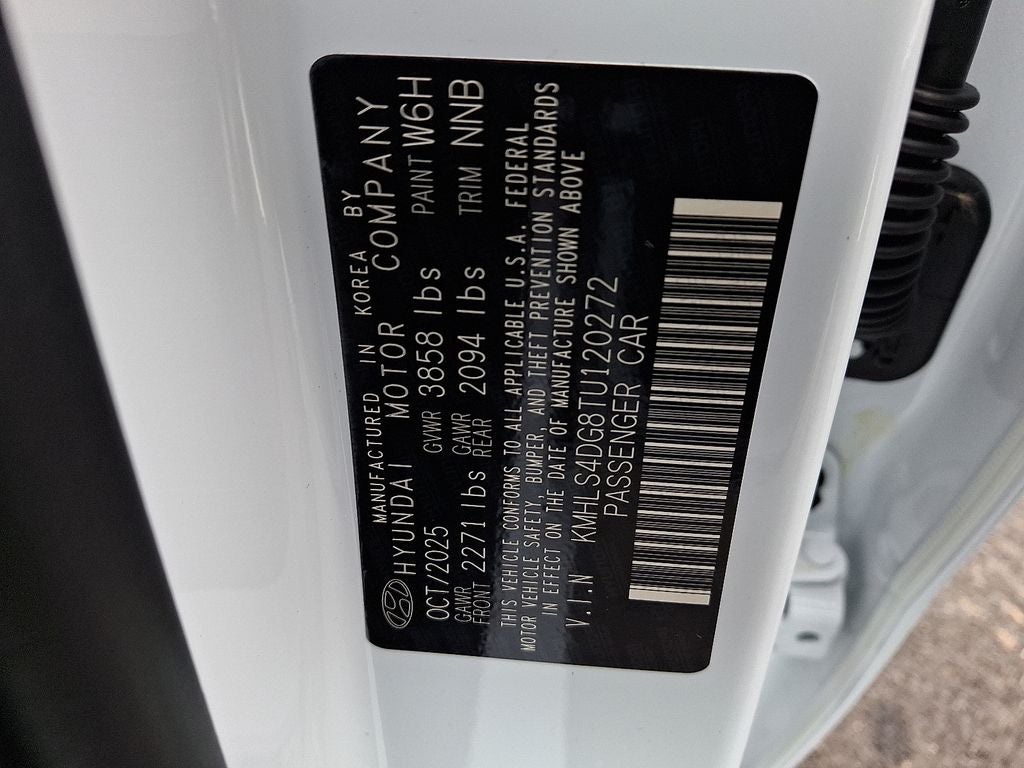 MANUFACTURED IN KOREA BY
HYUNDAI MOTOR COMPANY
OCT/2025 GVWR 3858 lbs PAINT W6H
GAWR FRONT 2271 lbs GAWR REAR 2094 lbs TRIM NNB
THIS VEHICLE CONFORMS TO ALL APPLICABLE U.S.A. FEDERAL
MOTOR VEHICLE SAFETY, BUMPER, AND THEFT PREVENTION STANDARDS
IN EFFECT ON THE DATE OF MANUFACTURE SHOWN ABOVE
V.I.N KMHLS4DG8TU120272
PASSENGER CAR